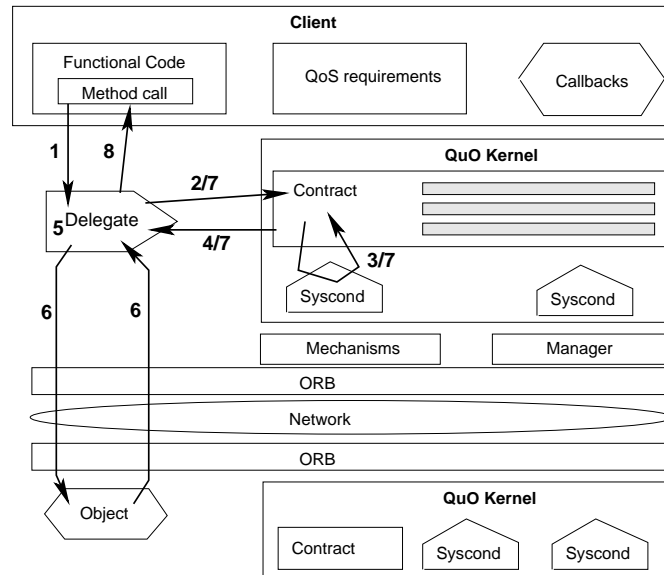 Client
Functional Code
Method call
QoS requirements
Callbacks
1
8
2/7
QuO Kernel
Contract
5
Delegate
4/7
3/7
Syscond
Syscond
6
6
Mechanisms
Manager
ORB
Network
ORB
Object
QuO Kernel
Contract
Syscond
Syscond